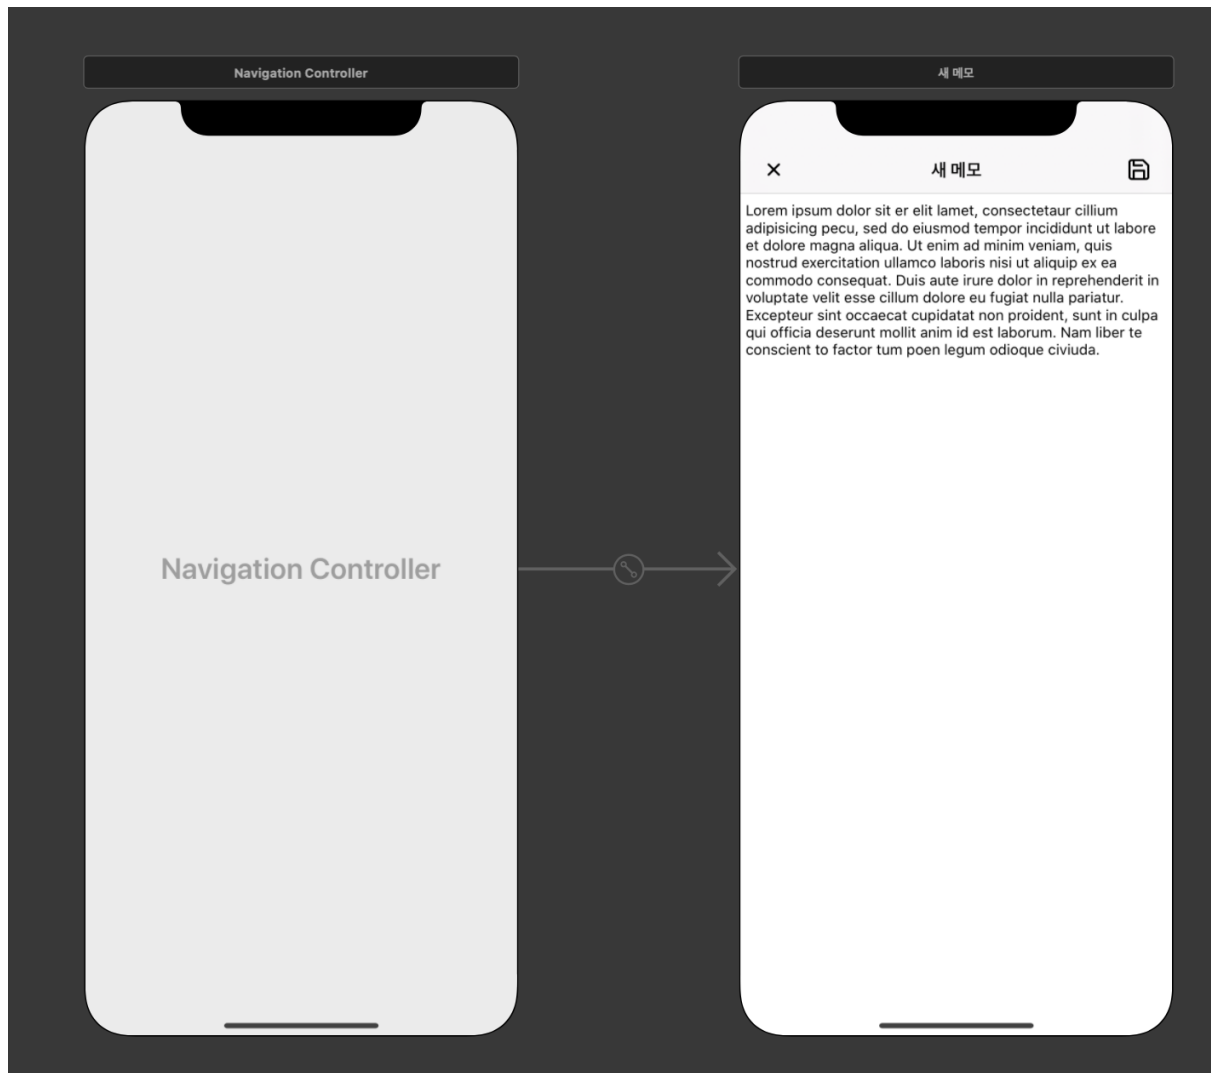 Navigation Controller
새 메모
새 메모
Lorem ipsum dolor sit er elit lamet, consectetaur cillium
adipisicing pecu, sed do eiusmod tempor incididunt ut labore
et dolore magna aliqua. Ut enim ad minim veniam, quis
nostrud exercitation ullamco laboris nisi ut aliquip ex ea
commodo consequat. Duis aute irure dolor in reprehenderit in
voluptate velit esse cillum dolore eu fugiat nulla pariatur.
Excepteur sint occaecat cupidatat non proident, sunt in culpa
qui officia deserunt mollit anim id est laborum. Nam liber te
conscient to factor tum poen legum odioque civiuda.
Navigation Controller